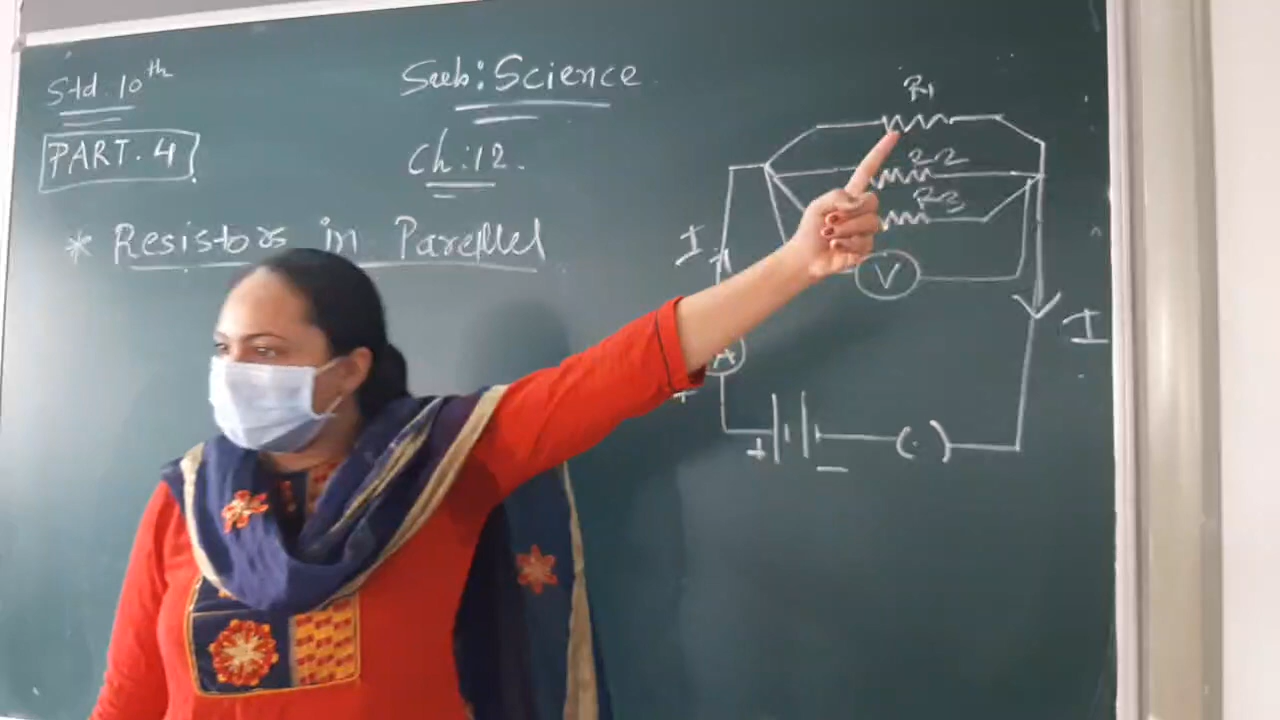 Std. 10th
Sub: Science
PART. 4
Ch: 12.
* Resistors in Parellel
R1
R2
R3
I
V
I
A
+
+
-